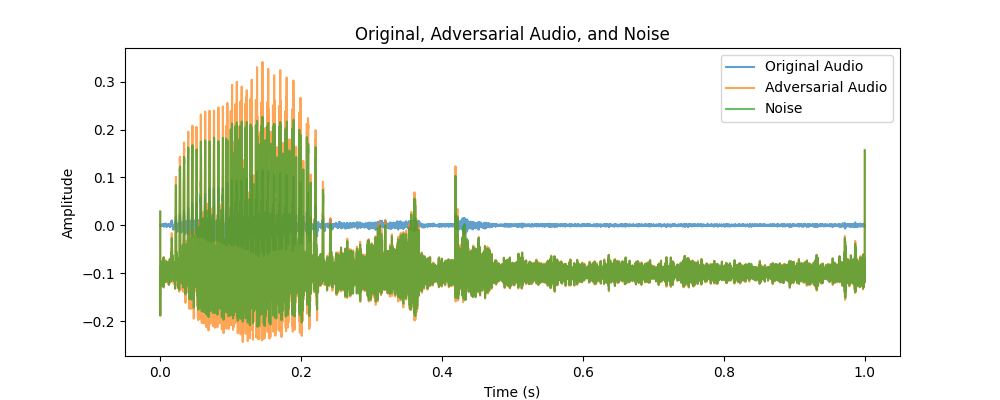 Original, Adversarial Audio, and Noise
Original Audio
Adversarial Audio
Noise
Amplitude
0.3
0.2
0.1
0.0
−0.1
−0.2
0.0 0.2 0.4 0.6 0.8 1.0
Time (s)